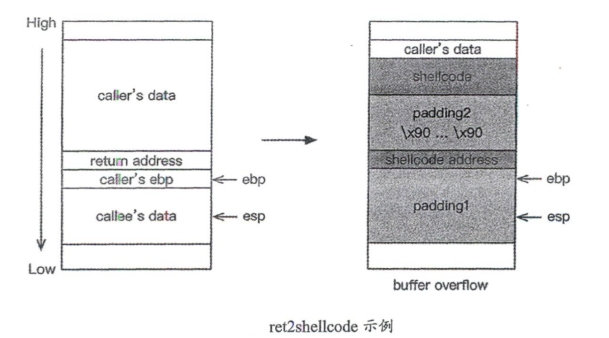 High
caller's data
return address
caller's ebp
ebp
callee's data
esp
Low
caller's data
shellcode
padding2
\x90 ... \x90
shellcode address
ebp
padding1
esp
buffer overflow
ret2shellcode 示例